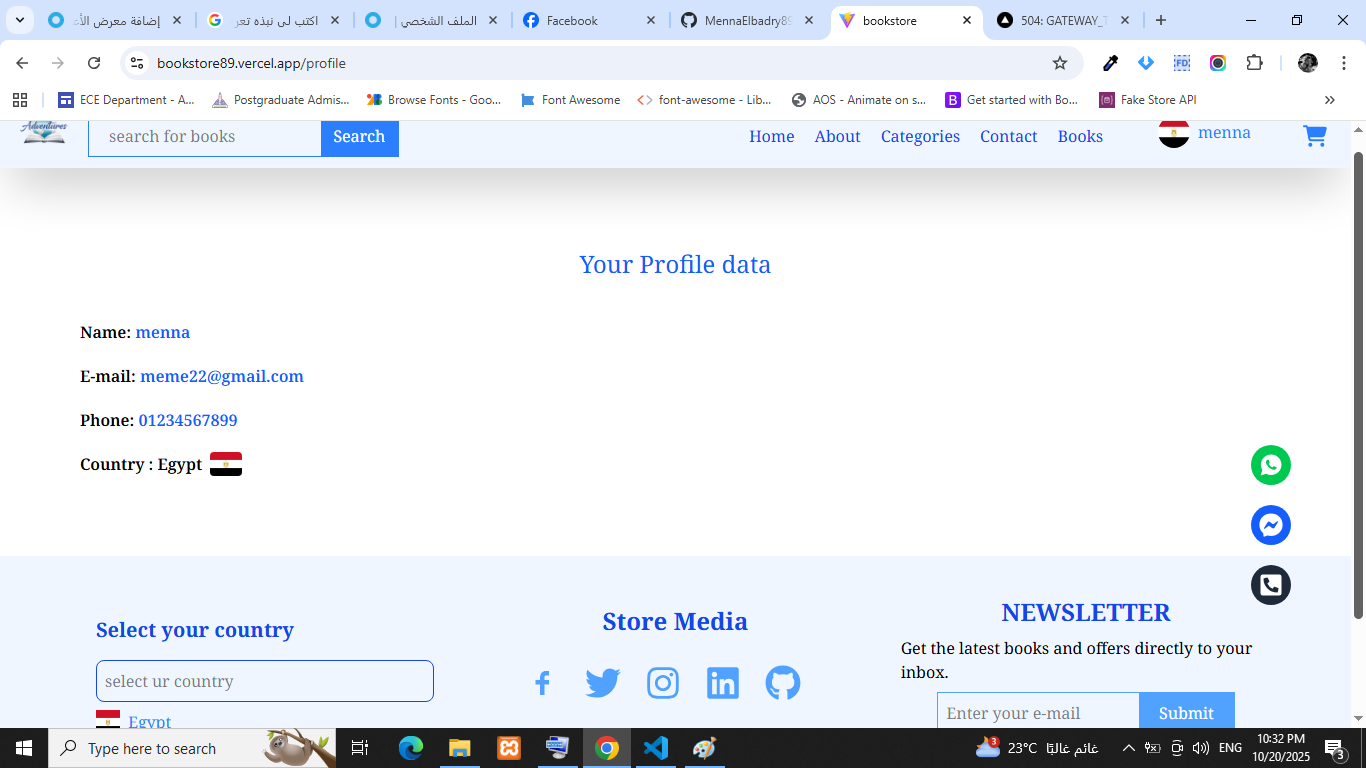 إضافة معرض الأع
اكتب لى نبذه تعر
الملف الشخصي |
Facebook
MennaElbadry89
bookstore
504: GATEWAY_T
bookstore89.vercel.app/profile
ECE Department - A...
Postgraduate Admis...
Browse Fonts - Goo...
Font Awesome
font-awesome - Lib...
AOS - Animate on s...
Get started with Bo...
Fake Store API
Adventures
search for books
Search
Home
About
Categories
Contact
Books
menna
Your Profile data
Name: menna
E-mail: meme22@gmail.com
Phone: 01234567899
Country : Egypt
Select your country
select ur country
Egypt
Store Media
NEWSLETTER
Get the latest books and offers directly to your
inbox.
Enter your e-mail
Submit
Type here to search
3
23°C غائم غالبًا
ENG
10:32 PM
10/20/2025
3